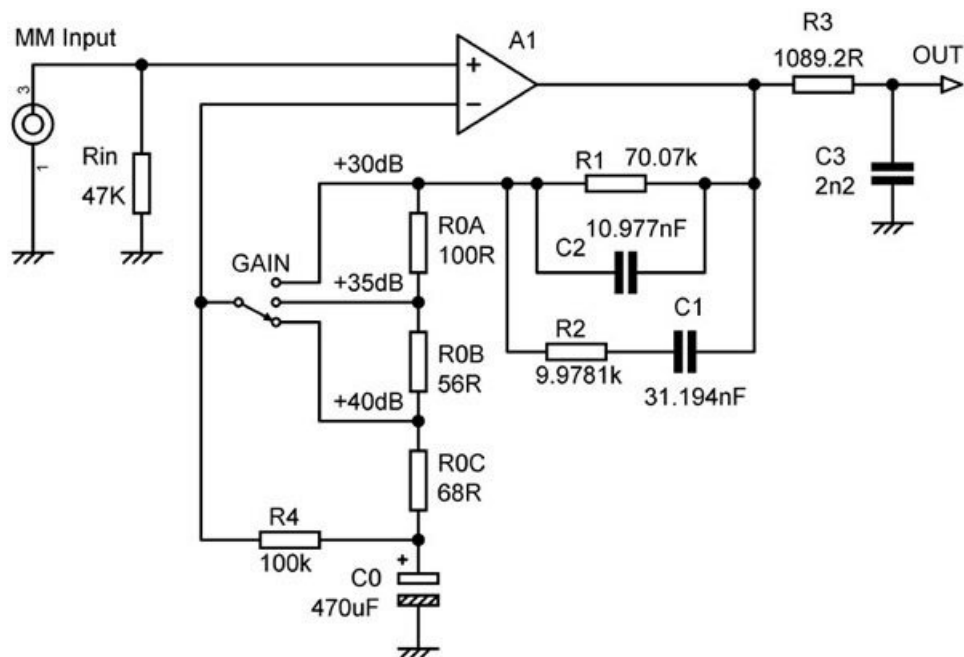 MM Input
3
1
Rin
47K
A1
R3
1089.2R
OUT
C3
2n2
+30dB
R1
70.07k
10.977nF
C2
R0A
100R
GAIN
+35dB
R0B
56R
R2
9.9781k
C1
31.194nF
+40dB
R0C
68R
R4
100k
+
C0
470uF